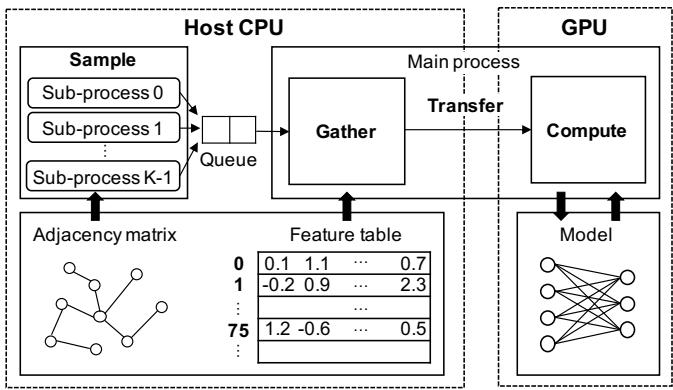 Host CPU
GPU
Sample
Sub-process 0
Sub-process 1
⋮
Sub-process K-1
Queue
Main process
Gather
Transfer
Compute
Adjacency matrix
Feature table
0 0.1 1.1 ⋯ 0.7
1 -0.2 0.9 ⋯ 2.3
⋮ ⋯
75 1.2 -0.6 ⋯ 0.5
⋮
Model